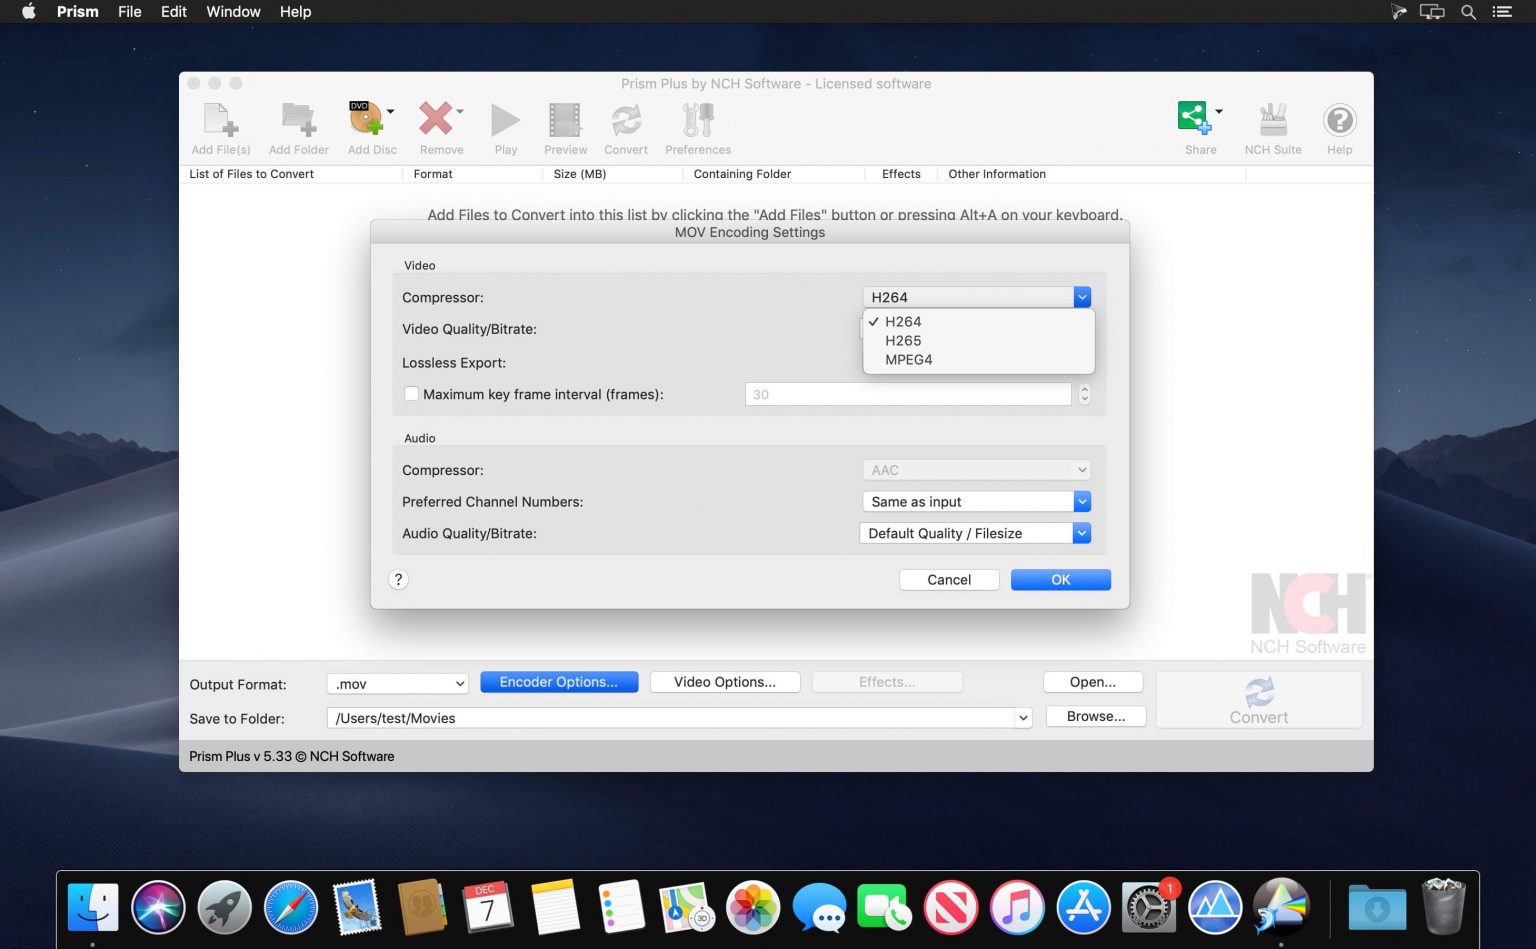 Prism File Edit Window Help
Prism Plus by NCH Software - Licensed software
DVD
Add File(s) Add Folder Add Disc Remove Play Preview Convert Preferences Share NCH Suite Help
List of Files to Convert Format Size (MB) Containing Folder Effects Other Information
Add Files to Convert into this list by clicking the "Add Files" button or pressing Alt+A on your keyboard.
MOV Encoding Settings
Video
Compressor: H264
H264
Video Quality/Bitrate:
H265
MPEG4
Lossless Export:
Maximum key frame interval (frames): 30
Audio
Compressor: AAC
Preferred Channel Numbers: Same as input
Audio Quality/Bitrate: Default Quality / Filesize
? Cancel OK
NCH
NCH Software
Output Format: .mov Encoder Options... Video Options... Effects... Open...
Convert
Save to Folder: /Users/test/Movies Browse...
Prism Plus v 5.33 © NCH Software
DEC
7
3D
1